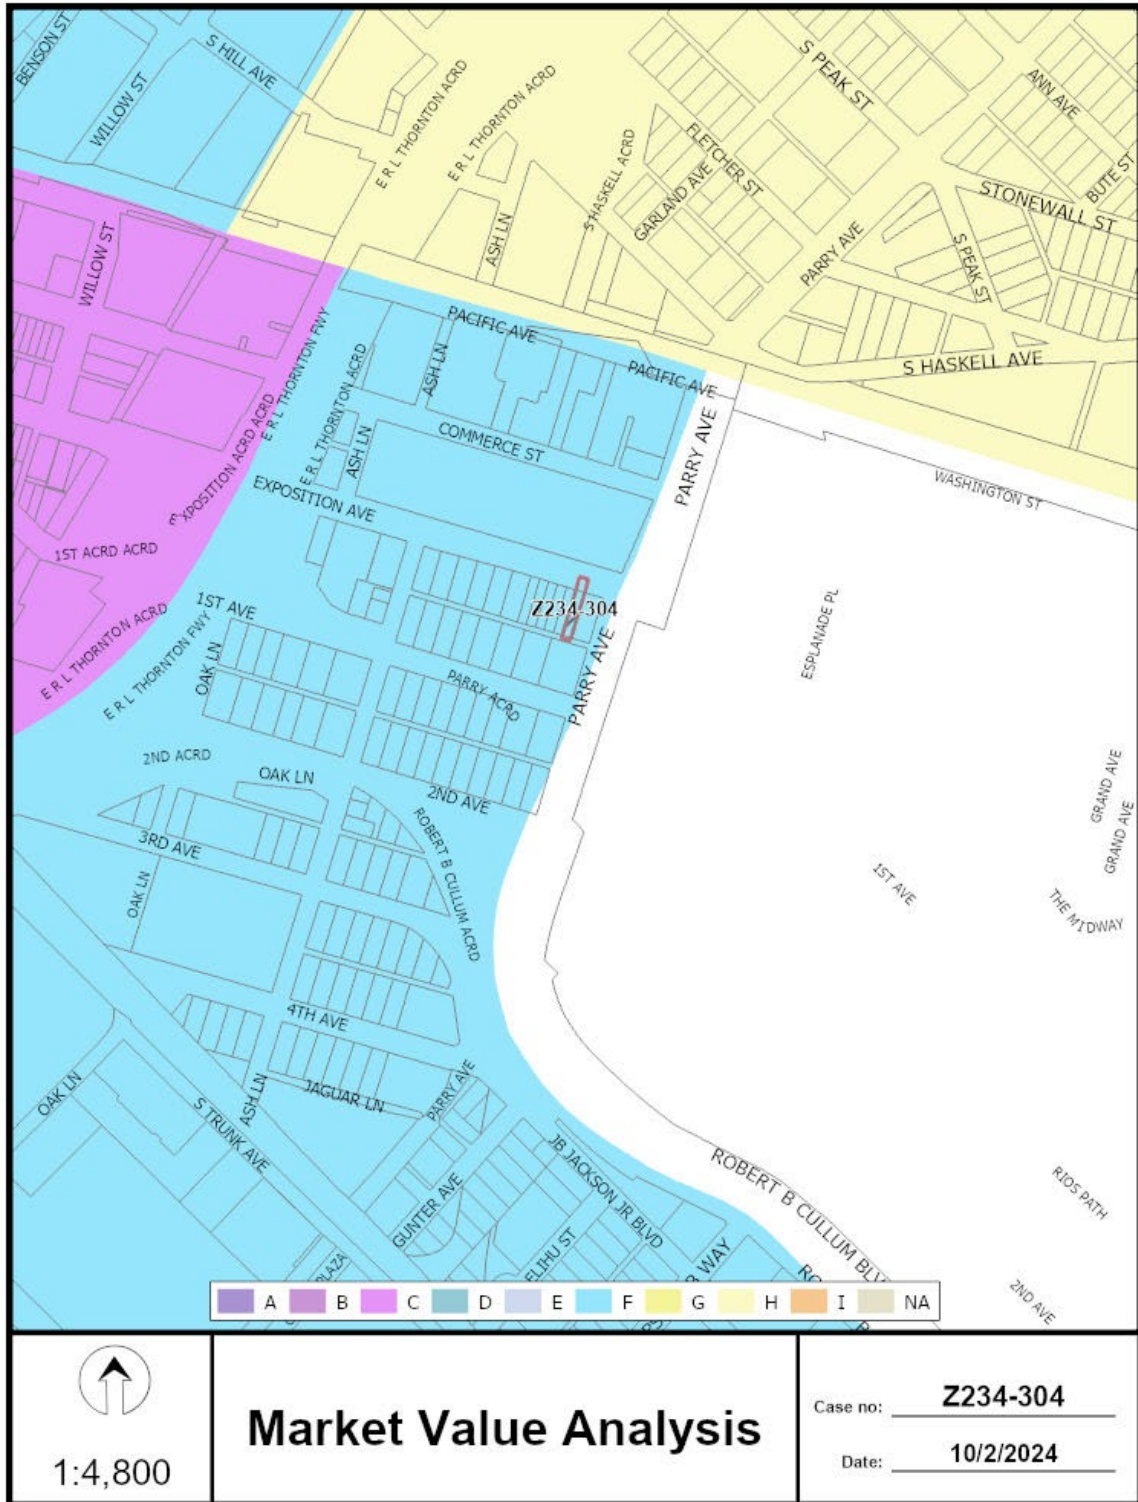 BENSON ST
WILLOW ST
S HILL AVE
E R L THORNTON ACRD
E R L THORNTON ACRD
S PEAK ST
ANN AVE
FLETCHER ST
GARLAND AVE
S HASKELL ACRD
BUTE ST
STONEWALL ST
ASH LN
PARRY AVE
S PEAK ST
WILLOW ST
S HASKELL AVE
PACIFIC AVE
PACIFIC AVE
E R L THORNTON FWY
ASH LN
E R L THORNTON ACRD
COMMERCE ST
ASH LN
PARRY AVE
EXPOSITION ACRD ACRD
EXPOSITION AVE
WASHINGTON ST
1ST ACRD ACRD
1ST AVE
Z234-304
ESPLANADE PL
E R L THORNTON ACRD
E R L THORNTON FWY
OAK LN
PARRY ACRD
PARRY AVE
2ND ACRD
OAK LN
2ND AVE
GRAND AVE
GRAND AVE
3RD AVE
ROBERT B CULLUM ACRD
OAK LN
1ST AVE
THE MIDWAY
4TH AVE
OAK LN
ASH LN
JAGUAR LN
PARRY AVE
S TRUNK AVE
JB JACKSON JR BLVD
ROBERT B CULLUM BLV
RIOS PATH
GUNTER AVE
ELIHU ST
PLAZA
WAY
2ND AVE
A B C D E F G H I NA
1:4,800
Market Value Analysis
Case no: Z234-304
Date: 10/2/2024